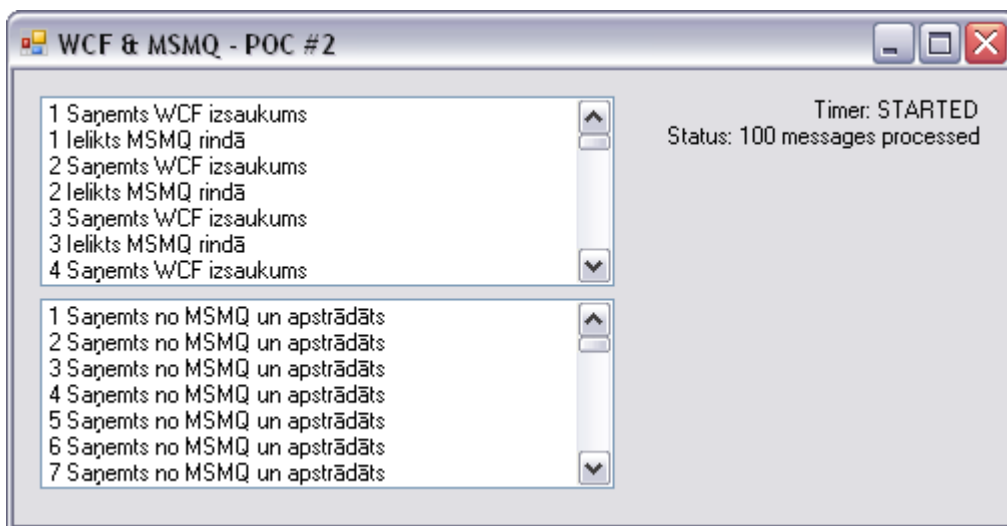 WCF & MSMQ - POC #2
1 Saņemts WCF izsaukums
1 Ielikts MSMQ rindā
2 Saņemts WCF izsaukums
2 Ielikts MSMQ rindā
3 Saņemts WCF izsaukums
3 Ielikts MSMQ rindā
4 Saņemts WCF izsaukums
Timer: STARTED
Status: 100 messages processed
1 Saņemts no MSMQ un apstrādāts
2 Saņemts no MSMQ un apstrādāts
3 Saņemts no MSMQ un apstrādāts
4 Saņemts no MSMQ un apstrādāts
5 Saņemts no MSMQ un apstrādāts
6 Saņemts no MSMQ un apstrādāts
7 Saņemts no MSMQ un apstrādāts